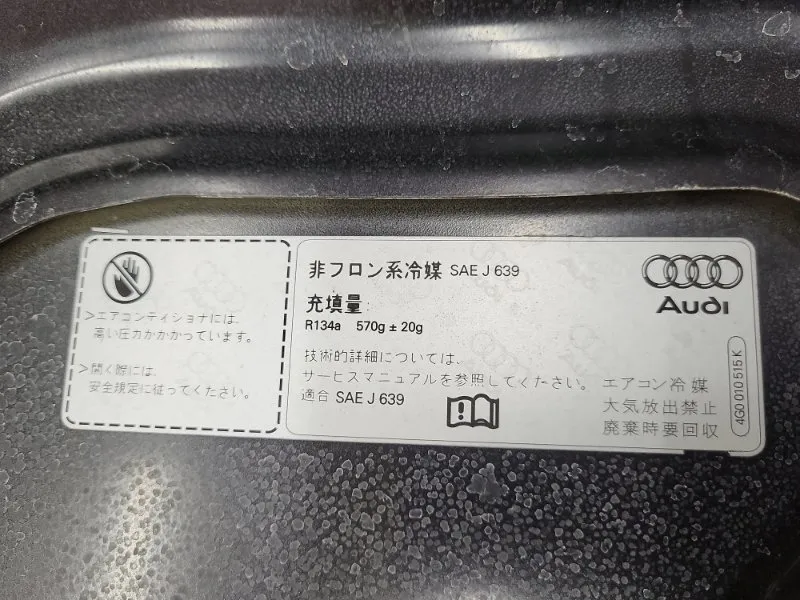 >エアコンディショナには、
高い圧力がかかっています。
>開く際には、
安全規定に従ってください。
非フロン系冷媒 SAE J 639
充填量:
R134a 570g ± 20g
技術的詳細については、
サービスマニュアルを参照してください。
適合 SAE J 639
Audi
エアコン冷媒
大気放出禁止
廃棄時要回収
4G0 010 515 K